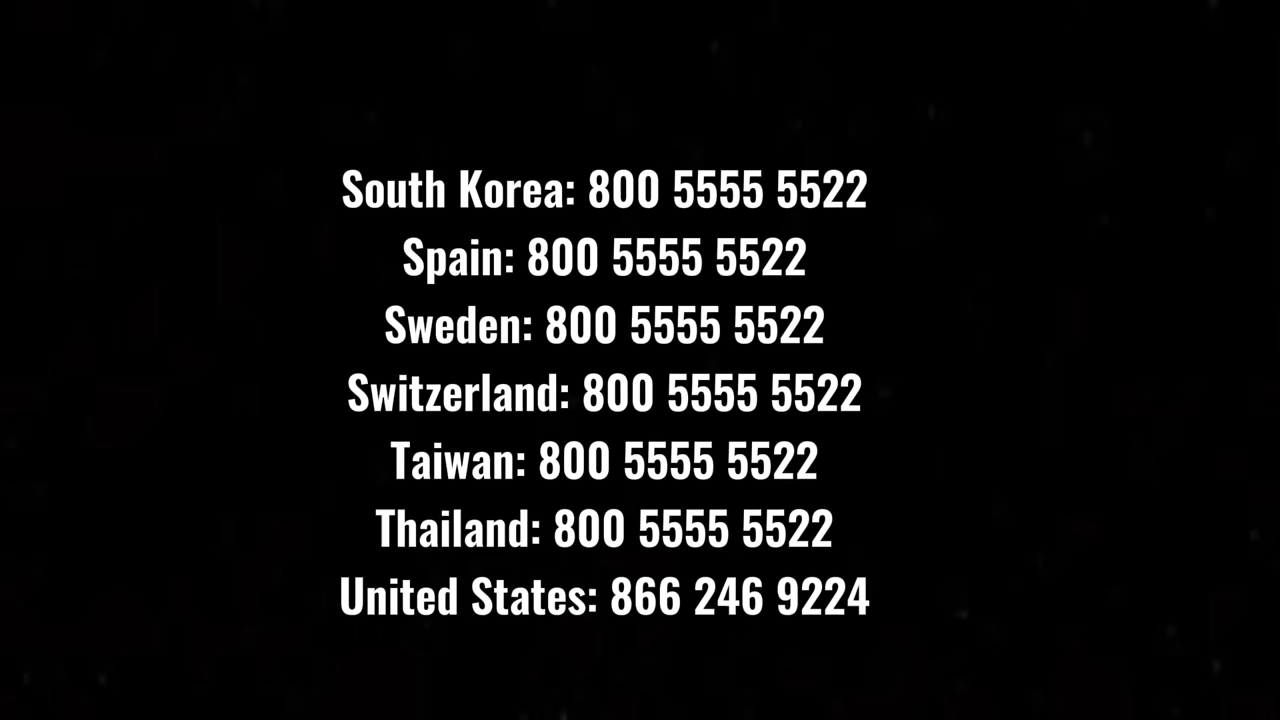 South Korea: 800 5555 5522
Spain: 800 5555 5522
Sweden: 800 5555 5522
Switzerland: 800 5555 5522
Taiwan: 800 5555 5522
Thailand: 800 5555 5522
United States: 866 246 9224